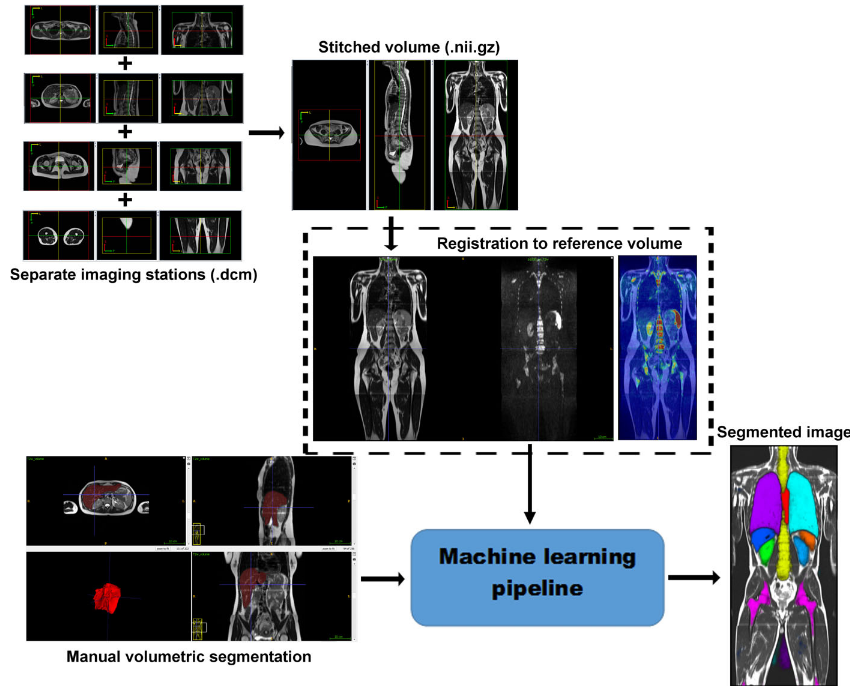 Stitched volume (.nii.gz)
+
+
+
Separate imaging stations (.dcm)
Registration to reference volume
Segmented image
Machine learning
pipeline
Manual volumetric segmentation